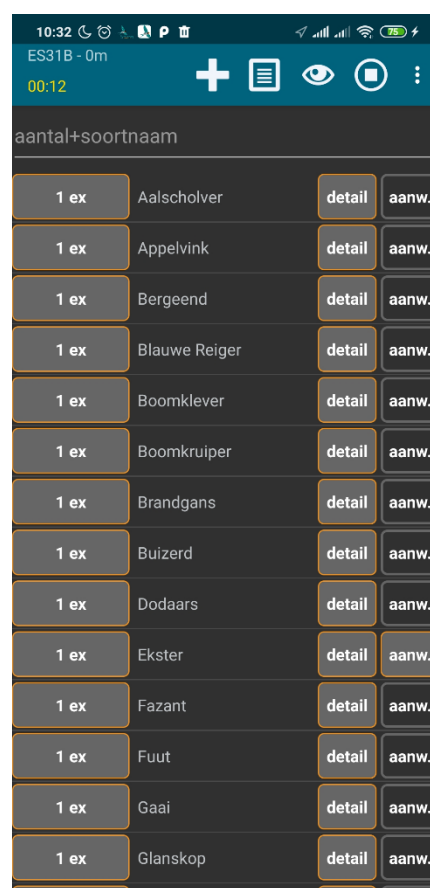 10:32 75
ES31B - 0m
00:12
aantal+soortnaam
1 ex Aalscholver detail aanw.
1 ex Appelvink detail aanw.
1 ex Bergeend detail aanw.
1 ex Blauwe Reiger detail aanw.
1 ex Boomklever detail aanw.
1 ex Boomkruiper detail aanw.
1 ex Brandgans detail aanw.
1 ex Buizerd detail aanw.
1 ex Dodaars detail aanw.
1 ex Ekster detail aanw.
1 ex Fazant detail aanw.
1 ex Fuut detail aanw.
1 ex Gaai detail aanw.
1 ex Glanskop detail aanw.